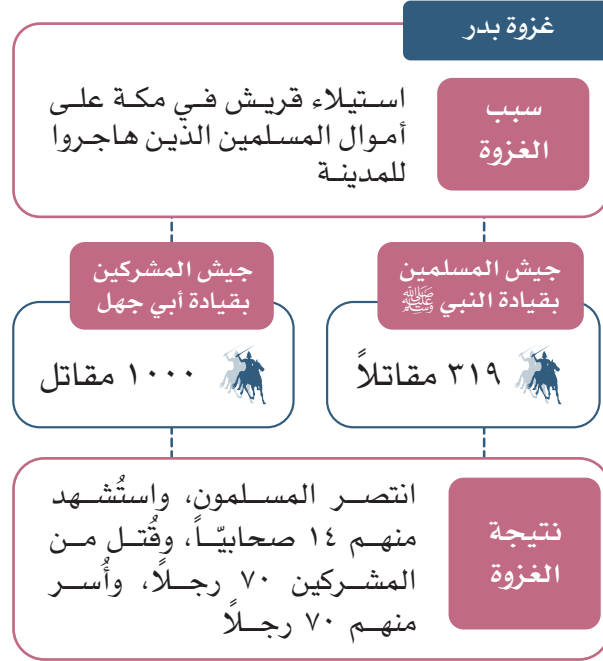 غزوة بدر
سبب
الغزوة
استيلاء قريش في مكة على
أموال المسلمين الذين هاجروا
للمدينة
جيش المسلمين
بقيادة النبي ﷺ
٣١٩ مقاتلاً
جيش المشركين
بقيادة أبي جهل
١٠٠٠ مقاتل
نتيجة
الغزوة
انتصر المسلمون، واستُشهد
منهم ١٤ صحابيّاً، وقُتل من
المشركين ٧٠ رجلًا، وأُسر
منهم ٧٠ رجلًا